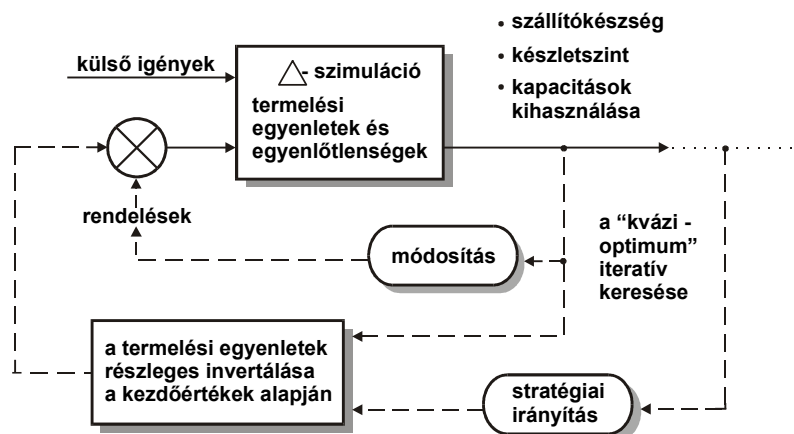 külső igények
△- szimuláció
termelési
egyenletek és
egyenlőtlenségek
• szállítókészség
• készletszint
• kapacitások
kihasználása
rendelések
módosítás
a “kvázi -
optimum”
iteratív
keresése
a termelési egyenletek
részleges invertálása
a kezdőértékek alapján
stratégiai
irányítás